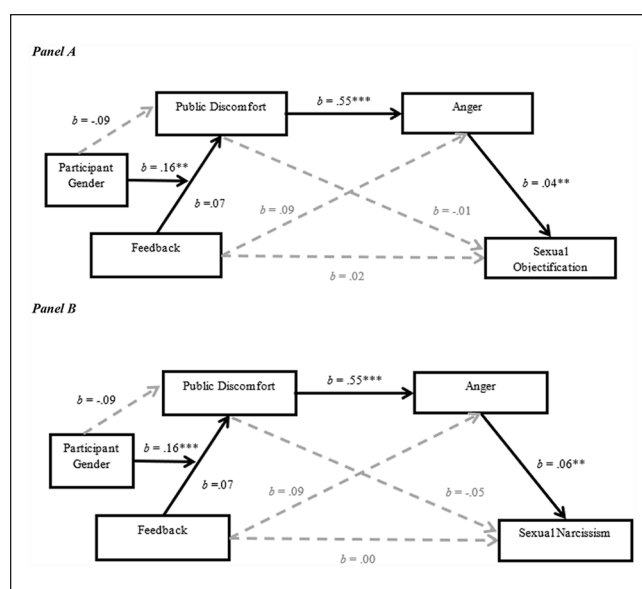 Panel A
Public Discomfort
b = .55***
Anger
b = -.09
Participant
Gender
b = .16**
b = .07
b = .09
b = -.01
b = .04**
Feedback
b = .02
Sexual
Objectification
Panel B
Public Discomfort
b = .55***
Anger
b = -.09
Participant
Gender
b = .16***
b =.07
b = .09
b = -.05
b = .06**
Feedback
b = .00
Sexual Narcissism